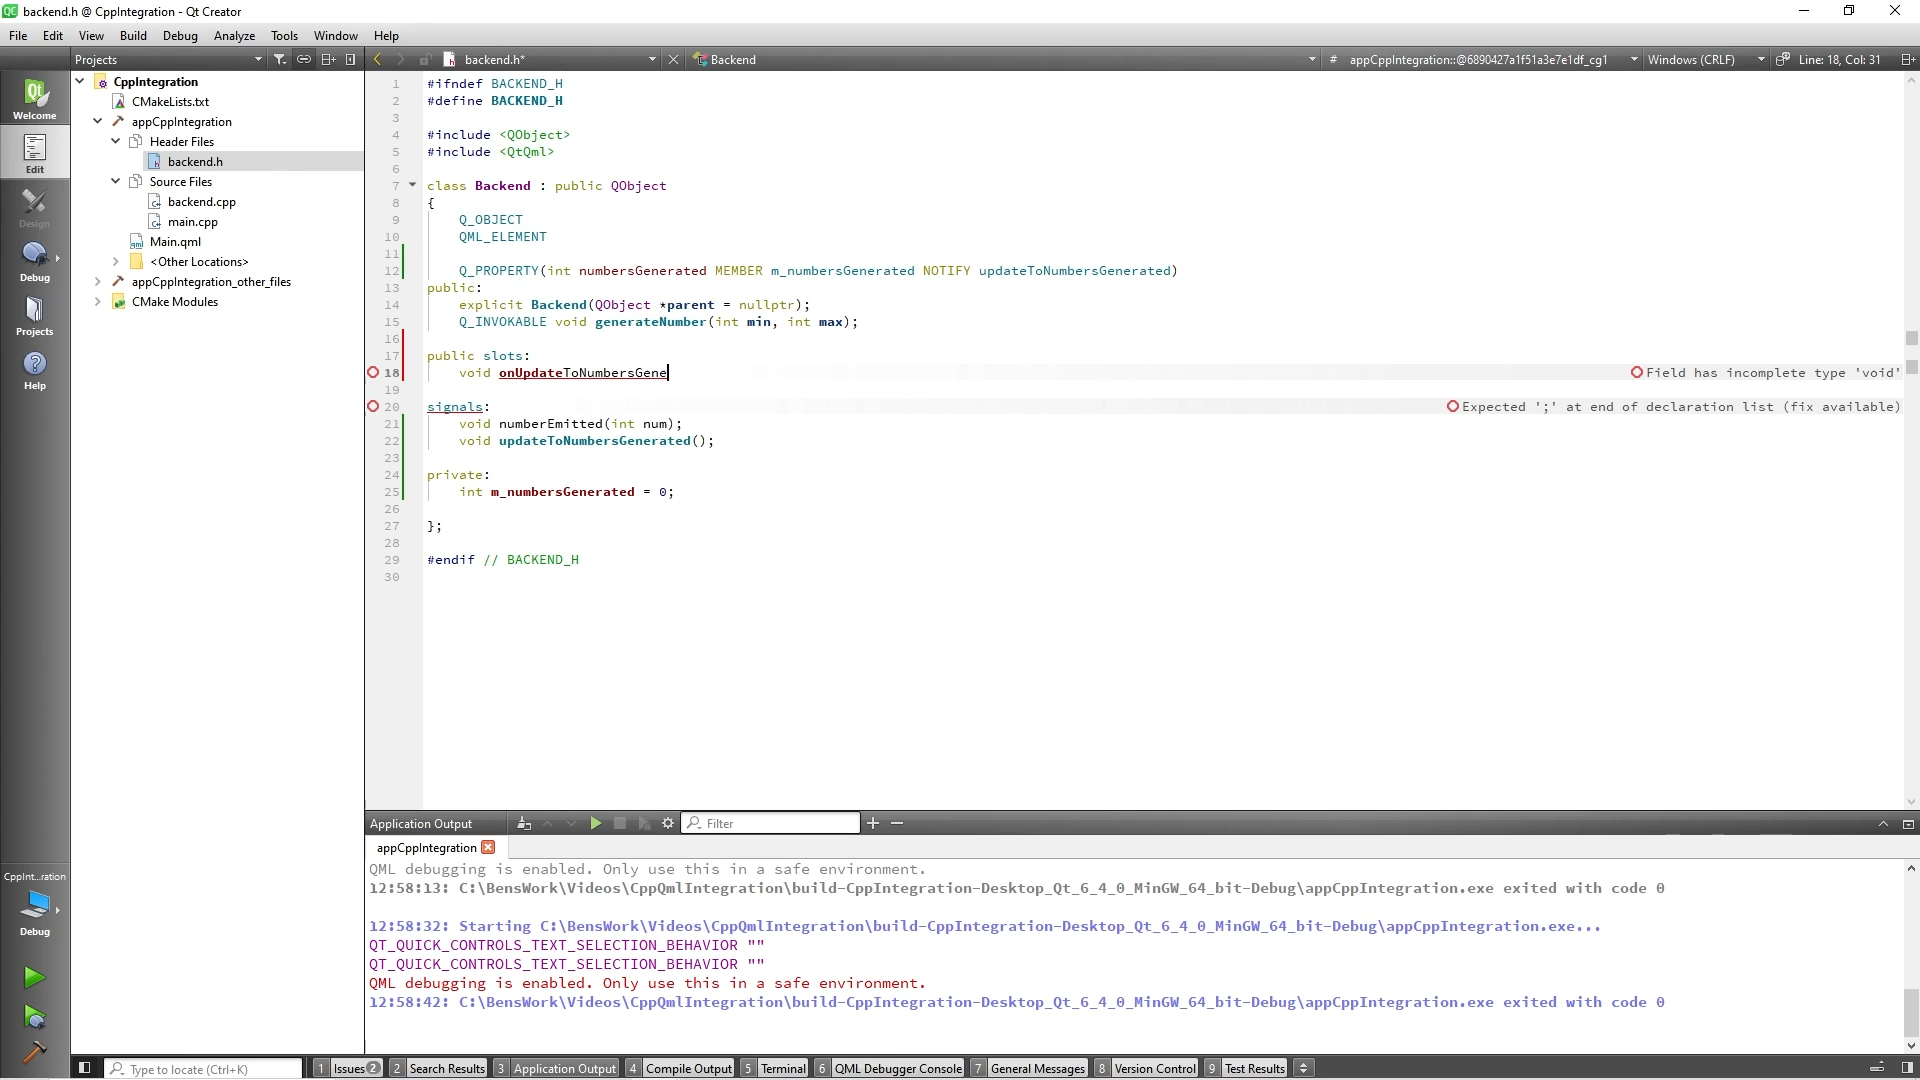 backend.h @ CppIntegration - Qt Creator
File Edit View Build Debug Analyze Tools Window Help
Projects
backend.h*
Backend
# appCppIntegration::@6890427a1f51a3e7e1df_cg1
Windows (CRLF)
Line: 18, Col: 31
Welcome
Edit
Design
Debug
Projects
Help
CppInt...ration
Debug
CppIntegration
CMakeLists.txt
appCppIntegration
Header Files
backend.h
Source Files
backend.cpp
main.cpp
Main.qml
<Other Locations>
appCppIntegration_other_files
CMake Modules
1 #ifndef BACKEND_H
2 #define BACKEND_H
3
4 #include <QObject>
5 #include <QtQml>
6
7 class Backend : public QObject
8 {
9 Q_OBJECT
10 QML_ELEMENT
11
12 Q_PROPERTY(int numbersGenerated MEMBER m_numbersGenerated NOTIFY updateToNumbersGenerated)
13 public:
14 explicit Backend(QObject *parent = nullptr);
15 Q_INVOKABLE void generateNumber(int min, int max);
16
17 public slots:
18 void onUpdateToNumbersGene Field has incomplete type 'void'
19
20 signals: Expected ';' at end of declaration list (fix available)
21 void numberEmitted(int num);
22 void updateToNumbersGenerated();
23
24 private:
25 int m_numbersGenerated = 0;
26
27 };
28
29 #endif // BACKEND_H
30
Application Output
Filter
appCppIntegration
QML debugging is enabled. Only use this in a safe environment.
12:58:13: C:\BensWork\Videos\CppQmlIntegration\build-CppIntegration-Desktop_Qt_6_4_0_MinGW_64_bit-Debug\appCppIntegration.exe exited with code 0
12:58:32: Starting C:\BensWork\Videos\CppQmlIntegration\build-CppIntegration-Desktop_Qt_6_4_0_MinGW_64_bit-Debug\appCppIntegration.exe...
QT_QUICK_CONTROLS_TEXT_SELECTION_BEHAVIOR ""
QT_QUICK_CONTROLS_TEXT_SELECTION_BEHAVIOR ""
QML debugging is enabled. Only use this in a safe environment.
12:58:42: C:\BensWork\Videos\CppQmlIntegration\build-CppIntegration-Desktop_Qt_6_4_0_MinGW_64_bit-Debug\appCppIntegration.exe exited with code 0
Type to locate (Ctrl+K)
1 Issues 2
2 Search Results
3 Application Output
4 Compile Output
5 Terminal
6 QML Debugger Console
7 General Messages
8 Version Control
9 Test Results